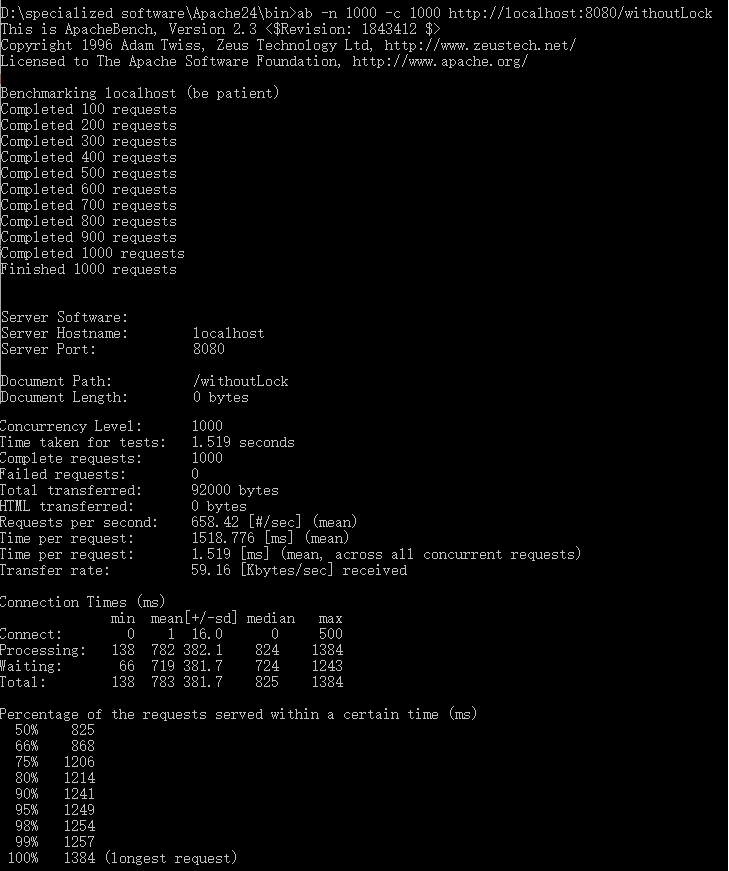 D:\specialized software\Apache24\bin>ab -n 1000 -c 1000 http://localhost:8080/withoutLock
This is ApacheBench, Version 2.3 <$Revision: 1843412 $>
Copyright 1996 Adam Twiss, Zeus Technology Ltd, http://www.zeustech.net/
Licensed to The Apache Software Foundation, http://www.apache.org/

Benchmarking localhost (be patient)
Completed 100 requests
Completed 200 requests
Completed 300 requests
Completed 400 requests
Completed 500 requests
Completed 600 requests
Completed 700 requests
Completed 800 requests
Completed 900 requests
Completed 1000 requests
Finished 1000 requests


Server Software:
Server Hostname:        localhost
Server Port:            8080

Document Path:          /withoutLock
Document Length:        0 bytes

Concurrency Level:      1000
Time taken for tests:   1.519 seconds
Complete requests:      1000
Failed requests:        0
Total transferred:      92000 bytes
HTML transferred:       0 bytes
Requests per second:    658.42 [#/sec] (mean)
Time per request:       1518.776 [ms] (mean)
Time per request:       1.519 [ms] (mean, across all concurrent requests)
Transfer rate:          59.16 [Kbytes/sec] received

Connection Times (ms)
              min  mean[+/-sd] median   max
Connect:        0    1  16.0      0     500
Processing:   138  782 382.1    824    1384
Waiting:       66  719 381.7    724    1243
Total:        138  783 381.7    825    1384

Percentage of the requests served within a certain time (ms)
  50%    825
  66%    868
  75%   1206
  80%   1214
  90%   1241
  95%   1249
  98%   1254
  99%   1257
 100%   1384 (longest request)